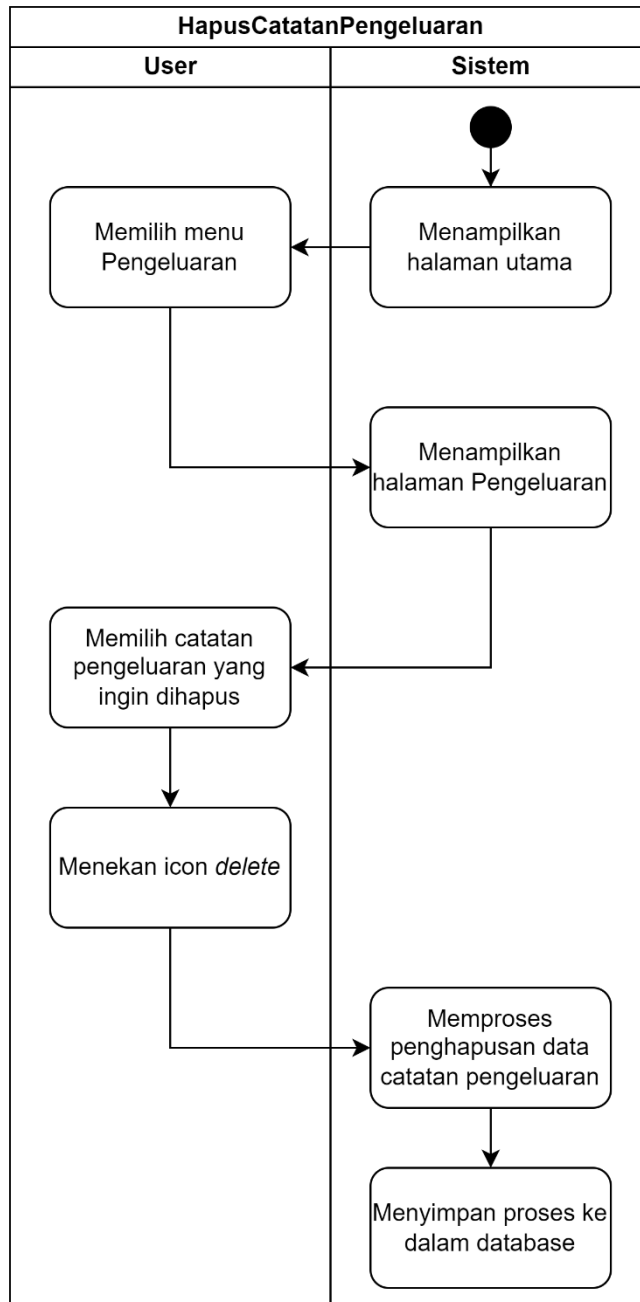 HapusCatatanPengeluaran
User
Sistem
Menampilkan
halaman utama
Memilih menu
Pengeluaran
Menampilkan
halaman Pengeluaran
Memilih catatan
pengeluaran yang
ingin dihapus
Menekan icon delete
Memproses
penghapusan data
catatan pengeluaran
Menyimpan proses ke
dalam database